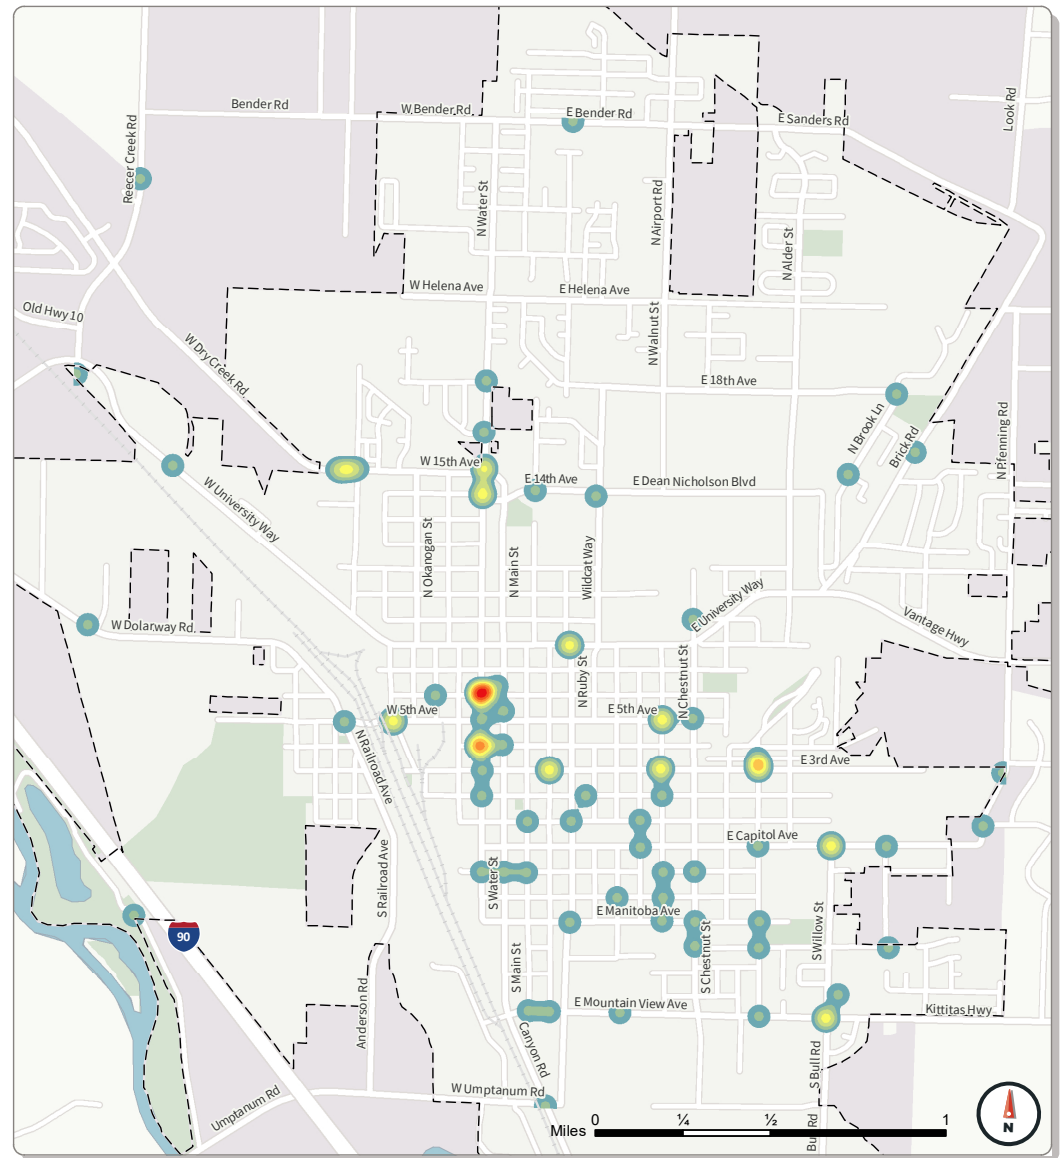 Bender Rd
W Bender Rd
E Bender Rd
E Sanders Rd
Look Rd
Reecer Creek Rd
N Water St
N Airport Rd
N Alder St
W Helena Ave
E Helena Ave
Old Hwy 10
W Dry Creek Rd
N Walnut St
E 18th Ave
N Brook Ln
Brick Rd
N Pfenning Rd
W 15th Ave
E 14th Ave
E Dean Nicholson Blvd
W University Way
N Okanogan St
N Main St
Wildcat Way
E University Way
Vantage Hwy
W Dolarway Rd
N Ruby St
N Chestnut St
W 5th Ave
E 5th Ave
N Railroad Ave
E 3rd Ave
E Capitol Ave
S Railroad Ave
S Water St
E Manitoba Ave
S Willow St
S Chestnut St
90
S Main St
Anderson Rd
E Mountain View Ave
Kittitas Hwy
Canyon Rd
S Bull Rd
W Umptanum Rd
Umptanum Rd
Bull Rd
N
Miles
0
¼
½
1